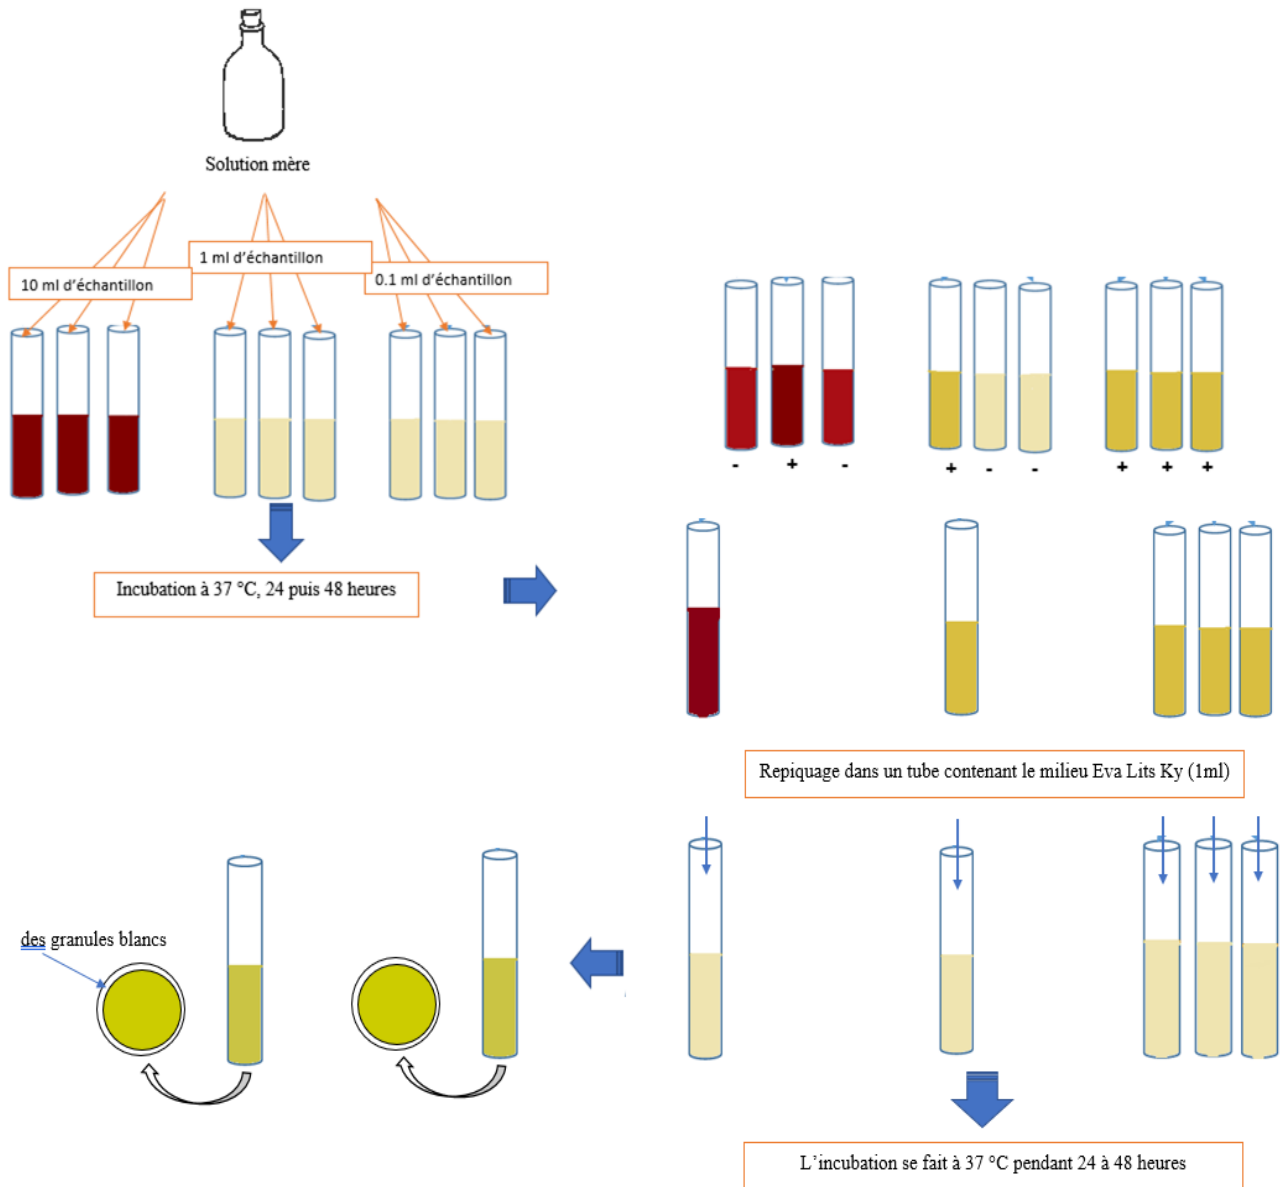 Solution mère
10 ml d'échantillon
1 ml d'échantillon
0.1 ml d'échantillon
Incubation à 37 °C, 24 puis 48 heures
- + - + - - + + +
Repiquage dans un tube contenant le milieu Eva Lits Ky (1ml)
L'incubation se fait à 37 °C pendant 24 à 48 heures
des granules blancs